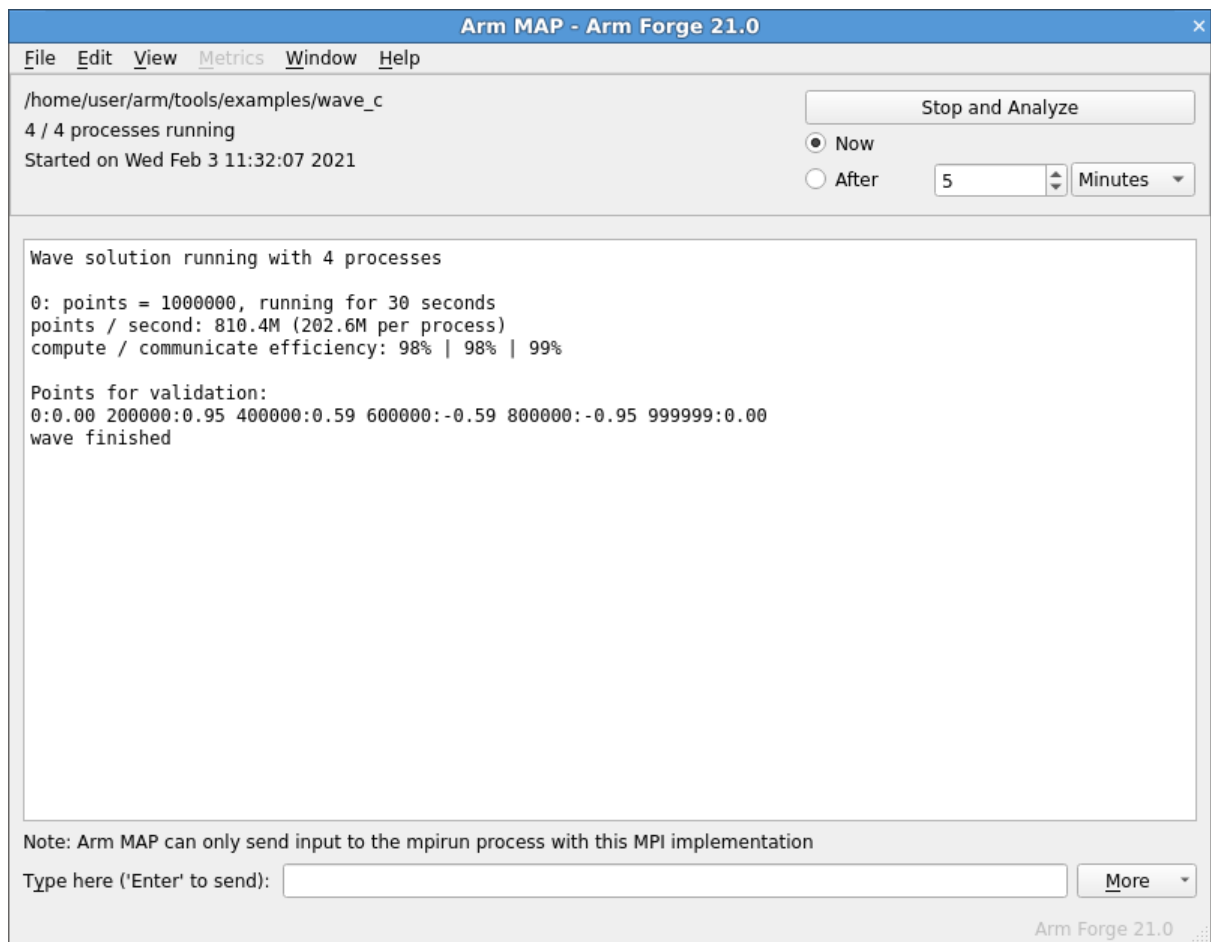 Arm MAP - Arm Forge 21.0
File Edit View Metrics Window Help
/home/user/arm/tools/examples/wave_c
4 / 4 processes running
Started on Wed Feb 3 11:32:07 2021
Stop and Analyze
Now
After 5 Minutes
Wave solution running with 4 processes
0: points = 1000000, running for 30 seconds
points / second: 810.4M (202.6M per process)
compute / communicate efficiency: 98% | 98% | 99%
Points for validation:
0:0.00 200000:0.95 400000:0.59 600000:-0.59 800000:-0.95 999999:0.00
wave finished
Note: Arm MAP can only send input to the mpirun process with this MPI implementation
Type here ('Enter' to send): More
Arm Forge 21.0